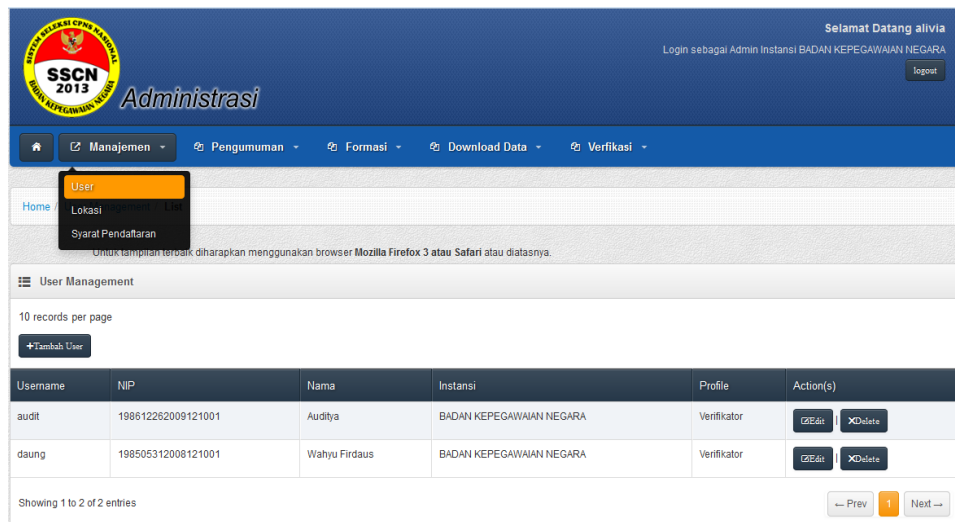 SISTEM SELEKSI CPNS NASIONAL
SSCN
2013
BADAN KEPEGAWAIAN NEGARA
Administrasi
Selamat Datang alivia
Login sebagai Admin Instansi BADAN KEPEGAWAIAN NEGARA
logout
Manajemen Pengumuman Formasi Download Data Verfikasi
User
Lokasi
Syarat Pendaftaran
Home / List
Untuk tampilan terbaik diharapkan menggunakan browser Mozilla Firefox 3 atau Safari atau diatasnya.
User Management
10 records per page
+Tambah User
Username NIP Nama Instansi Profile Action(s)
audit 198612262009121001 Auditya BADAN KEPEGAWAIAN NEGARA Verifikator Edit | XDelete
daung 198505312008121001 Wahyu Firdaus BADAN KEPEGAWAIAN NEGARA Verifikator Edit | XDelete
Showing 1 to 2 of 2 entries
← Prev 1 Next →